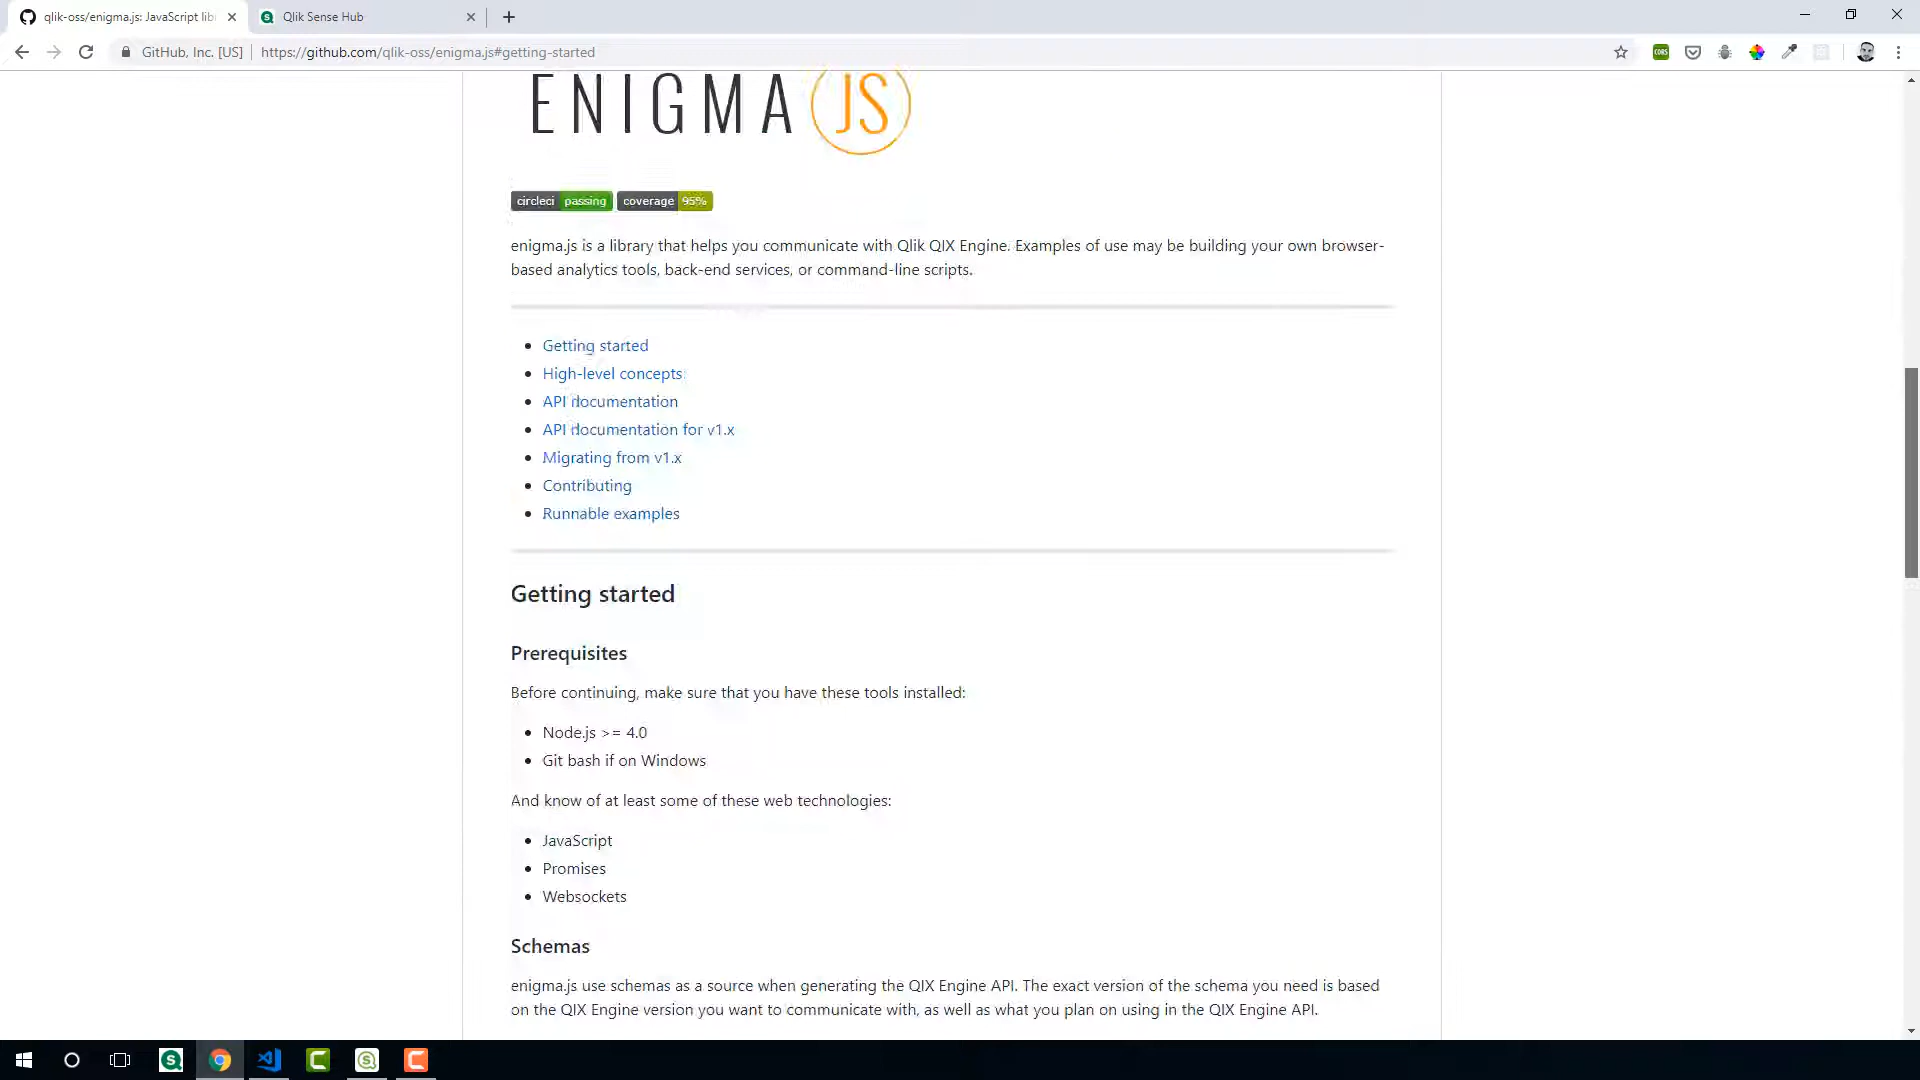 qlik-oss/enigma.js: JavaScript lib
Qlik Sense Hub
GitHub, Inc. [US]
https://github.com/qlik-oss/enigma.js#getting-started
CORS
ENIGMA JS
circleci passing coverage 95%
enigma.js is a library that helps you communicate with Qlik QIX Engine. Examples of use may be building your own browser-
based analytics tools, back-end services, or command-line scripts.
Getting started
High-level concepts
API documentation
API documentation for v1.x
Migrating from v1.x
Contributing
Runnable examples
Getting started
Prerequisites
Before continuing, make sure that you have these tools installed:
Node.js >= 4.0
Git bash if on Windows
And know of at least some of these web technologies:
JavaScript
Promises
Websockets
Schemas
enigma.js use schemas as a source when generating the QIX Engine API. The exact version of the schema you need is based
on the QIX Engine version you want to communicate with, as well as what you plan on using in the QIX Engine API.